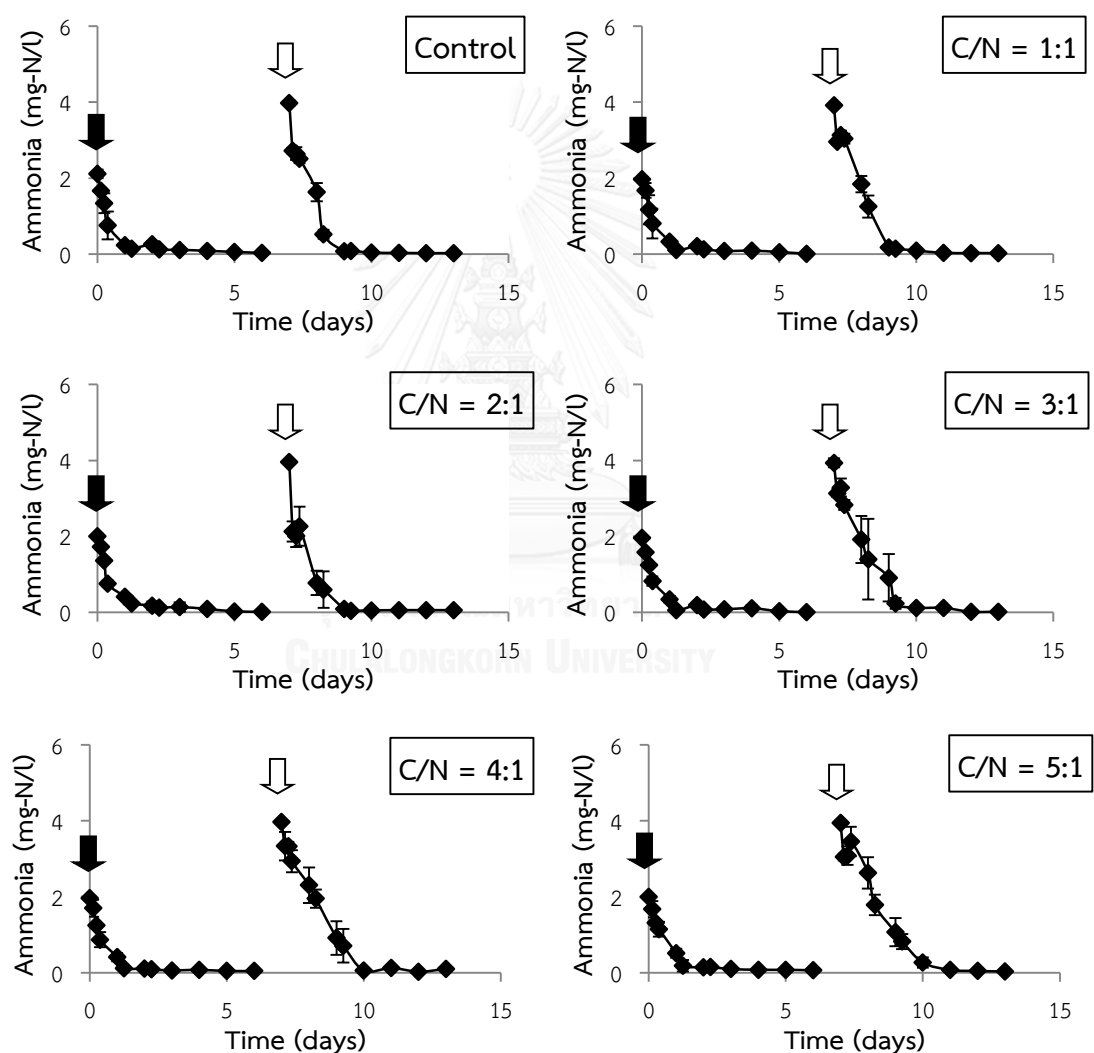 Control
Ammonia (mg-N/l)
6
4
2
0
0 5 10 15
Time (days)
C/N = 1:1
Ammonia (mg-N/l)
6
4
2
0
0 5 10 15
Time (days)
C/N = 2:1
Ammonia (mg-N/l)
6
4
2
0
0 5 10 15
Time (days)
C/N = 3:1
Ammonia (mg-N/l)
6
4
2
0
0 5 10 15
Time (days)
CHULALONGKORN UNIVERSITY
C/N = 4:1
Ammonia (mg-N/l)
6
4
2
0
0 5 10 15
Time (days)
C/N = 5:1
Ammonia (mg-N/l)
6
4
2
0
0 5 10 15
Time (days)